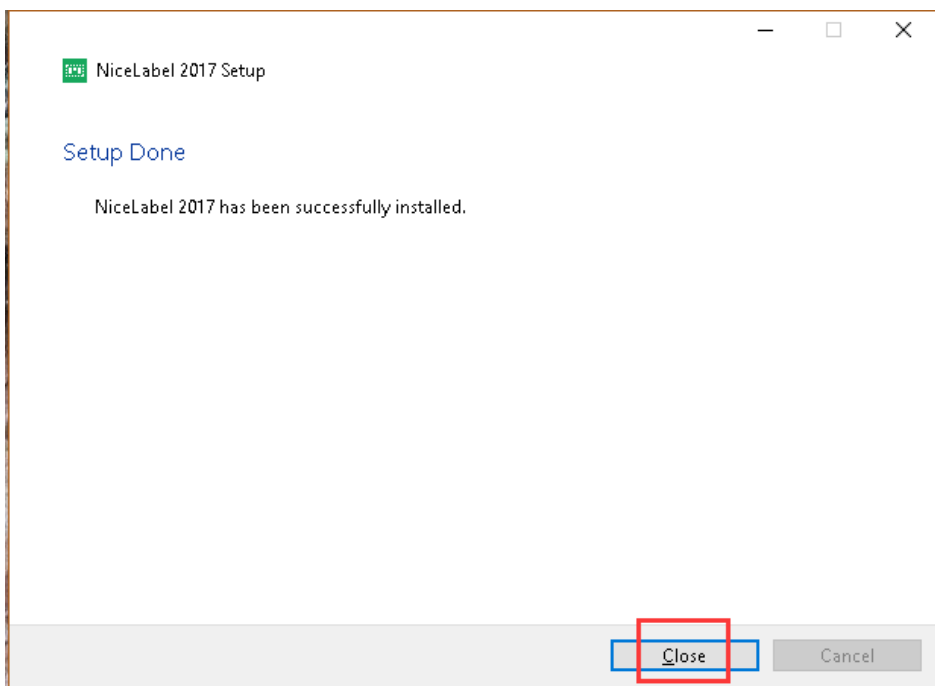 NiceLabel 2017 Setup
Setup Done
NiceLabel 2017 has been successfully installed.
Close
Cancel